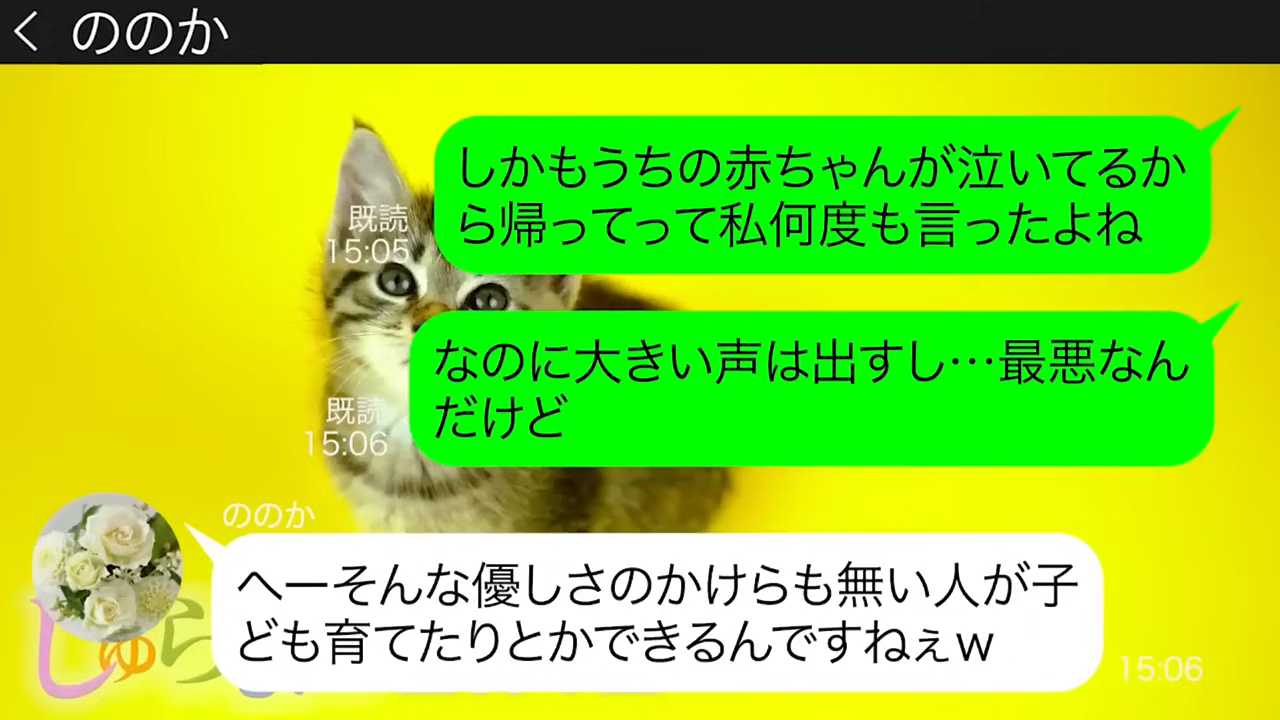 ののか
しかもうちの赤ちゃんが泣いてるか
ら帰ってって私何度も言ったよね
既読
15:05
なのに大きい声は出すし…最悪なん
だけど
既読
15:06
ののか
へーそんな優しさのかけらも無い人が子
ども育てたりとかできるんですねぇw
15:06
しゅら